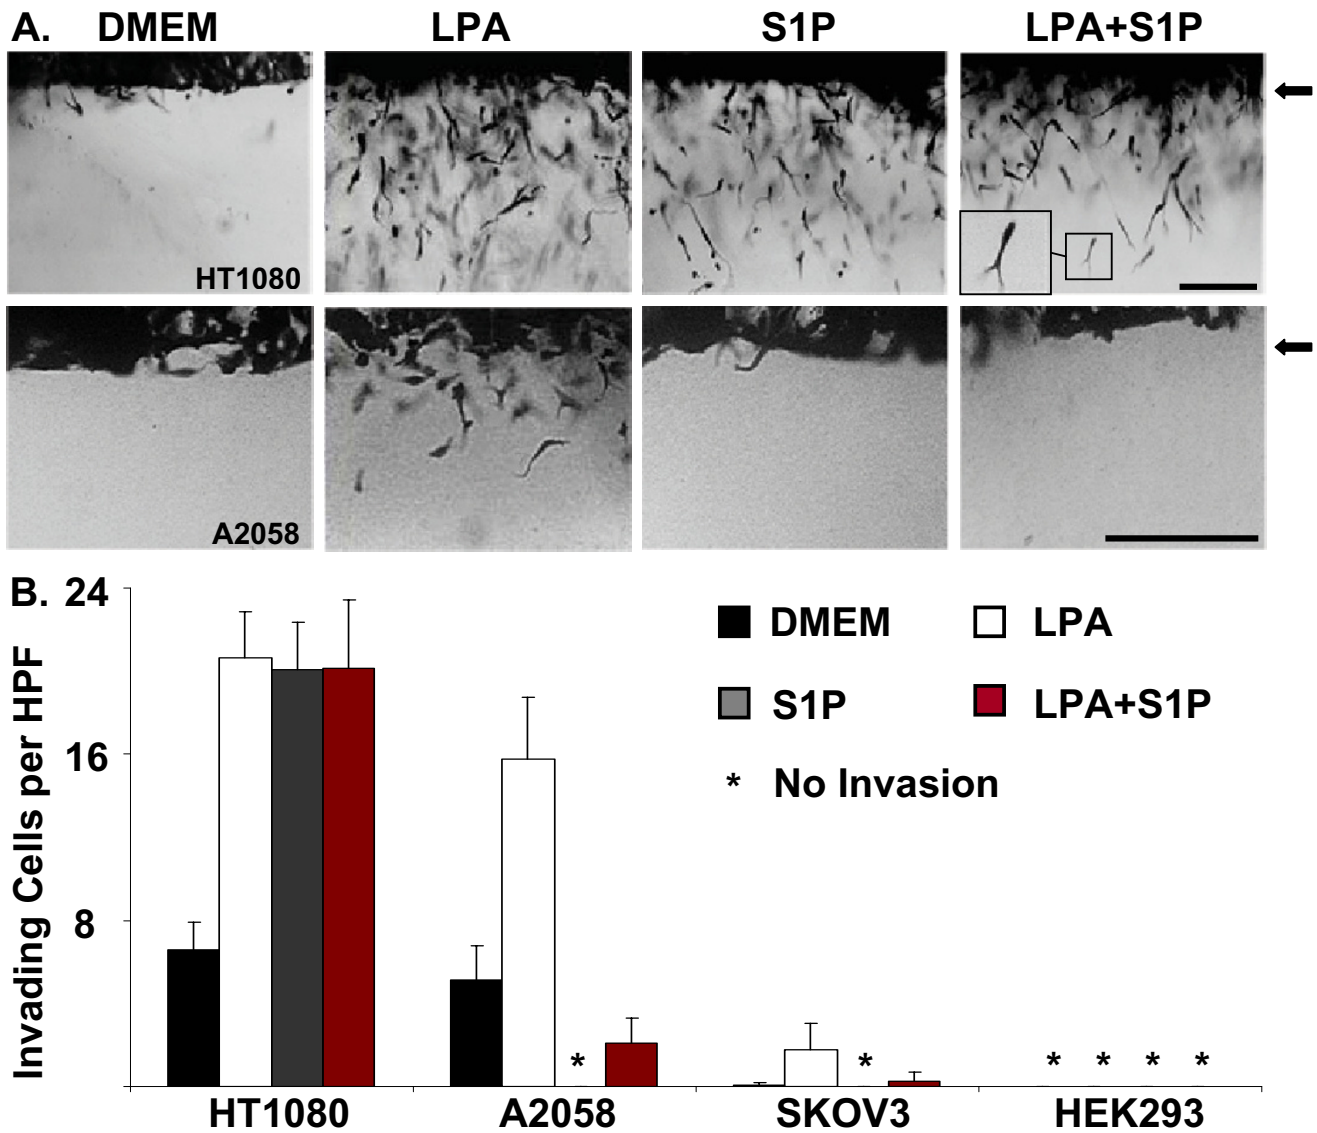 A. DMEM LPA S1P LPA+S1P
HT1080
A2058
B. 24
16
8
Invading Cells per HPF
DMEM LPA
S1P LPA+S1P
* No Invasion
* * * * * *
HT1080 A2058 SKOV3 HEK293